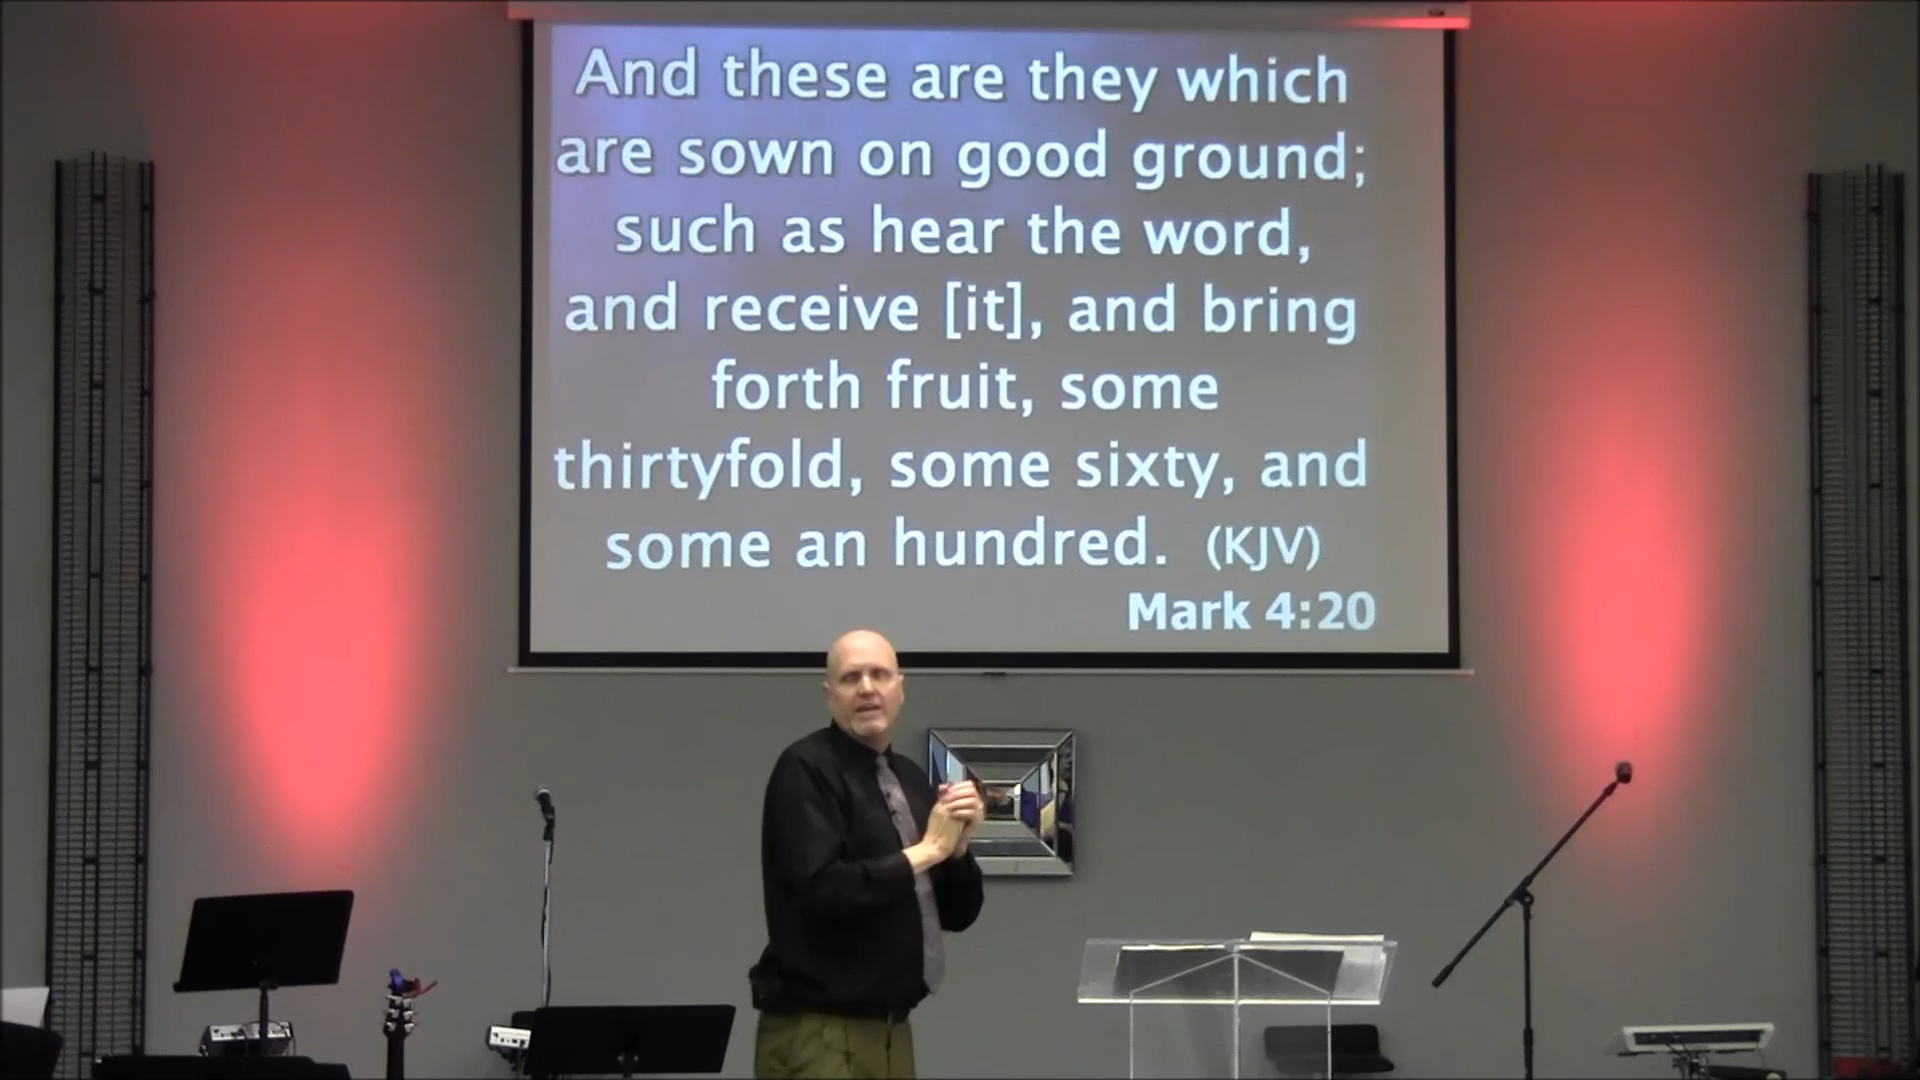 And these are they which
are sown on good ground;
such as hear the word,
and receive [it], and bring
forth fruit, some
thirtyfold, some sixty, and
some an hundred. (KJV)
Mark 4:20